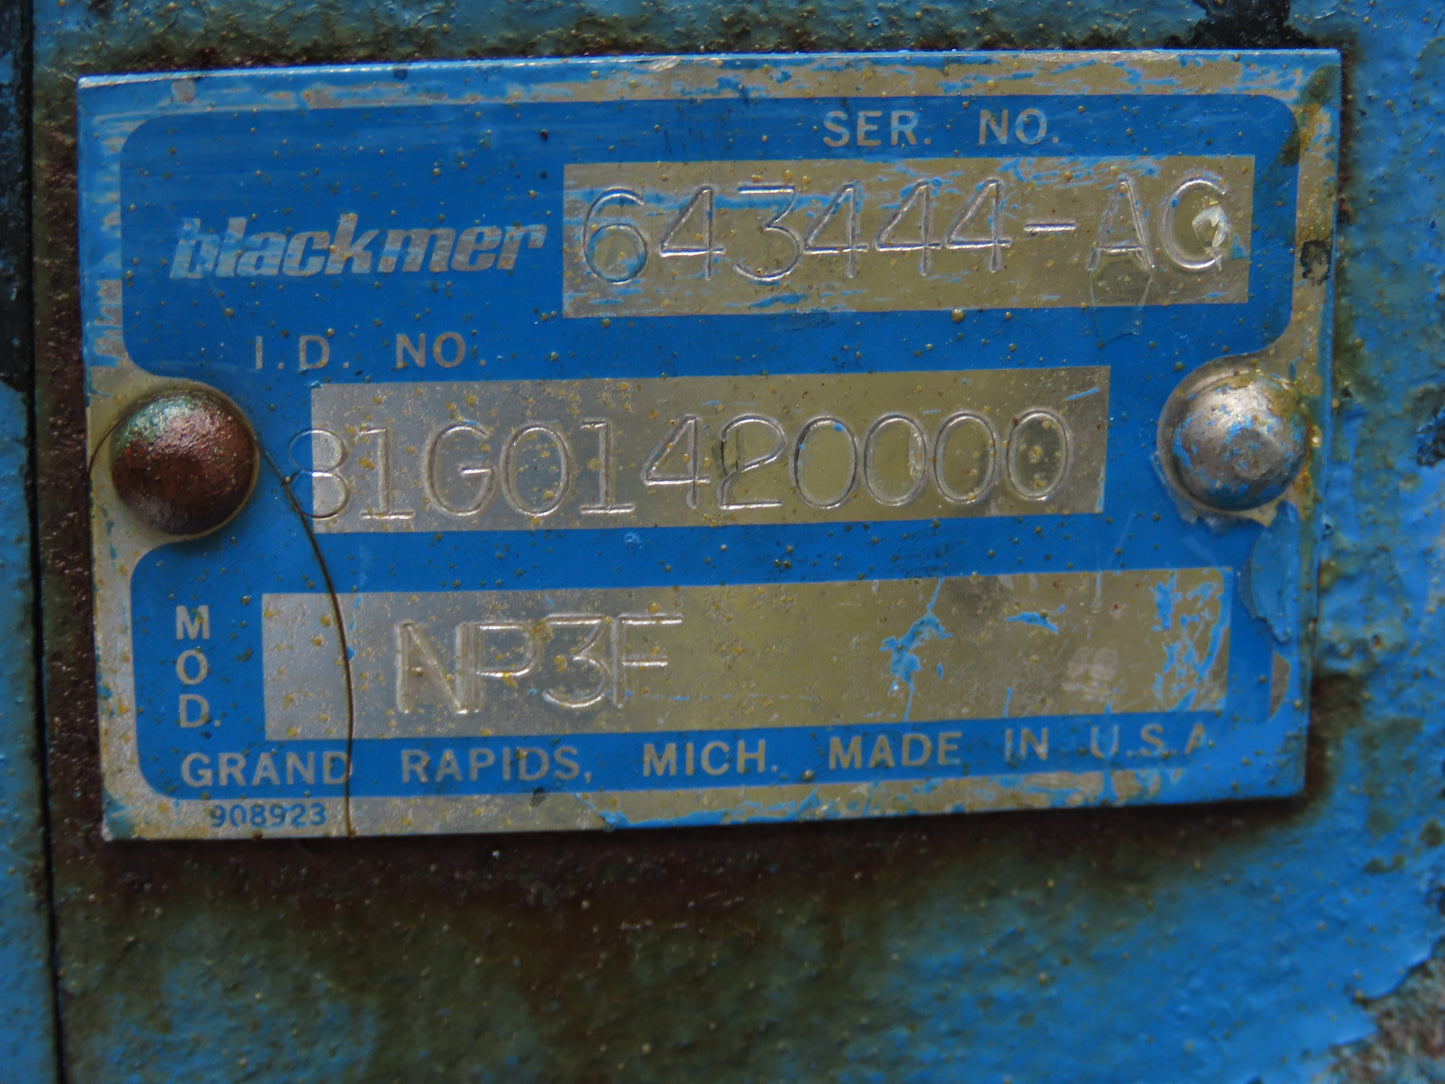 SER. NO.
blackmer 643444-AC
I.D. NO.
81G01420000
MOD. NP3F
GRAND RAPIDS, MICH. MADE IN U.S.A
908923